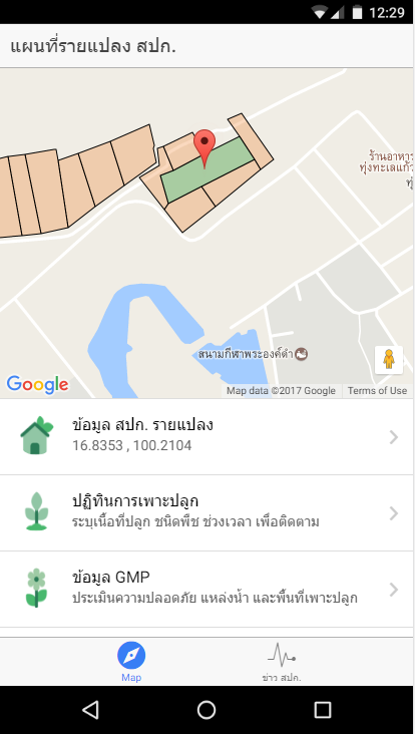 12:29
แผนที่รายแปลง สปก.
ร้านอาหาร
ทุ่งทะเลแก้ว
สนามกีฬาพระองค์ดำ
Google
Map data ©2017 Google
Terms of Use
ข้อมูล สปก. รายแปลง
16.8353 , 100.2104
ปฏิทินการเพาะปลูก
ระบุเนื้อที่ปลูก ชนิดพืช ช่วงเวลา เพื่อติดตาม
ข้อมูล GMP
ประเมินความปลอดภัย แหล่งน้ำ และพื้นที่เพาะปลูก
Map
ข่าว สปก.